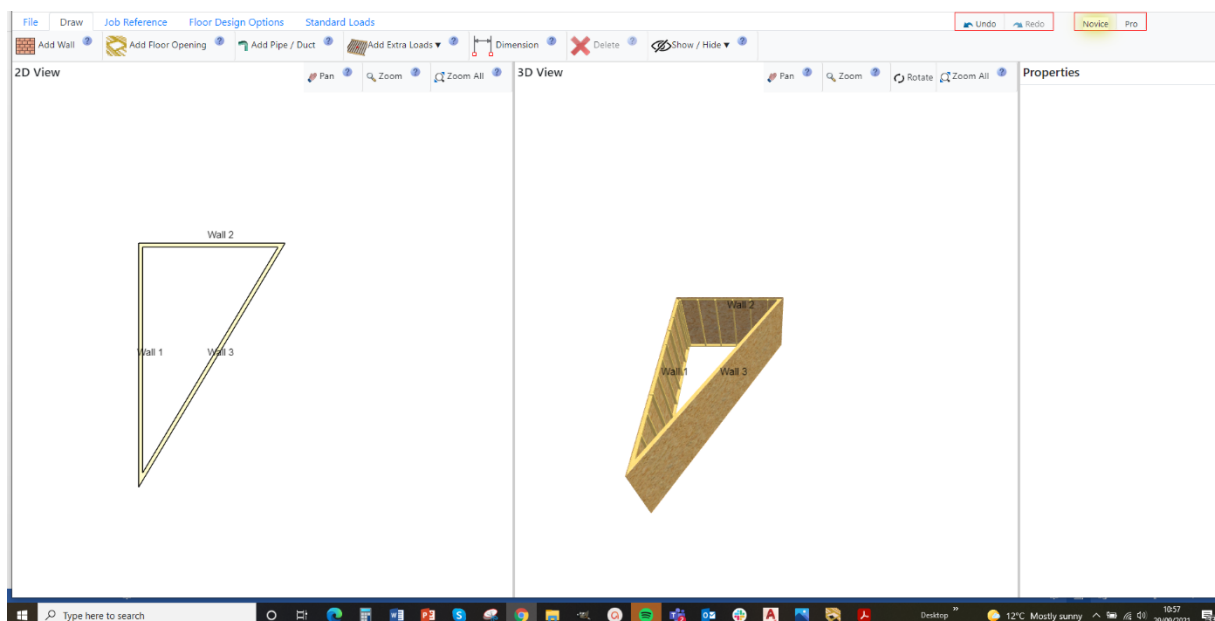 File Draw Job Reference Floor Design Options Standard Loads Undo Redo Novice Pro
Add Wall ? Add Floor Opening ? Add Pipe / Duct ? Add Extra Loads ▾ ? Dimension ? Delete ? Show / Hide ▾ ?
2D View Pan ? Zoom ? Zoom All ? 3D View Pan ? Zoom ? Rotate Zoom All ? Properties
Wall 2
Wall 1 Wall 3
Wall 2
Wall 1 Wall 3
Type here to search Desktop » 12°C Mostly sunny 10:57
20/09/2021